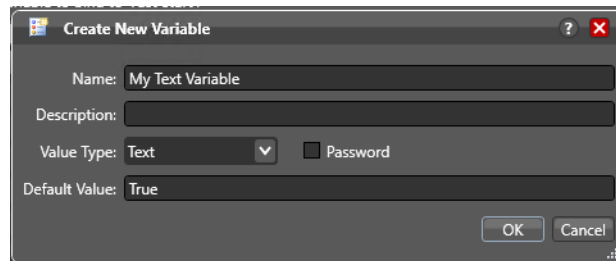 Create New Variable ?
Name: My Text Variable
Description:
Value Type: Text Password
Default Value: True
OK Cancel